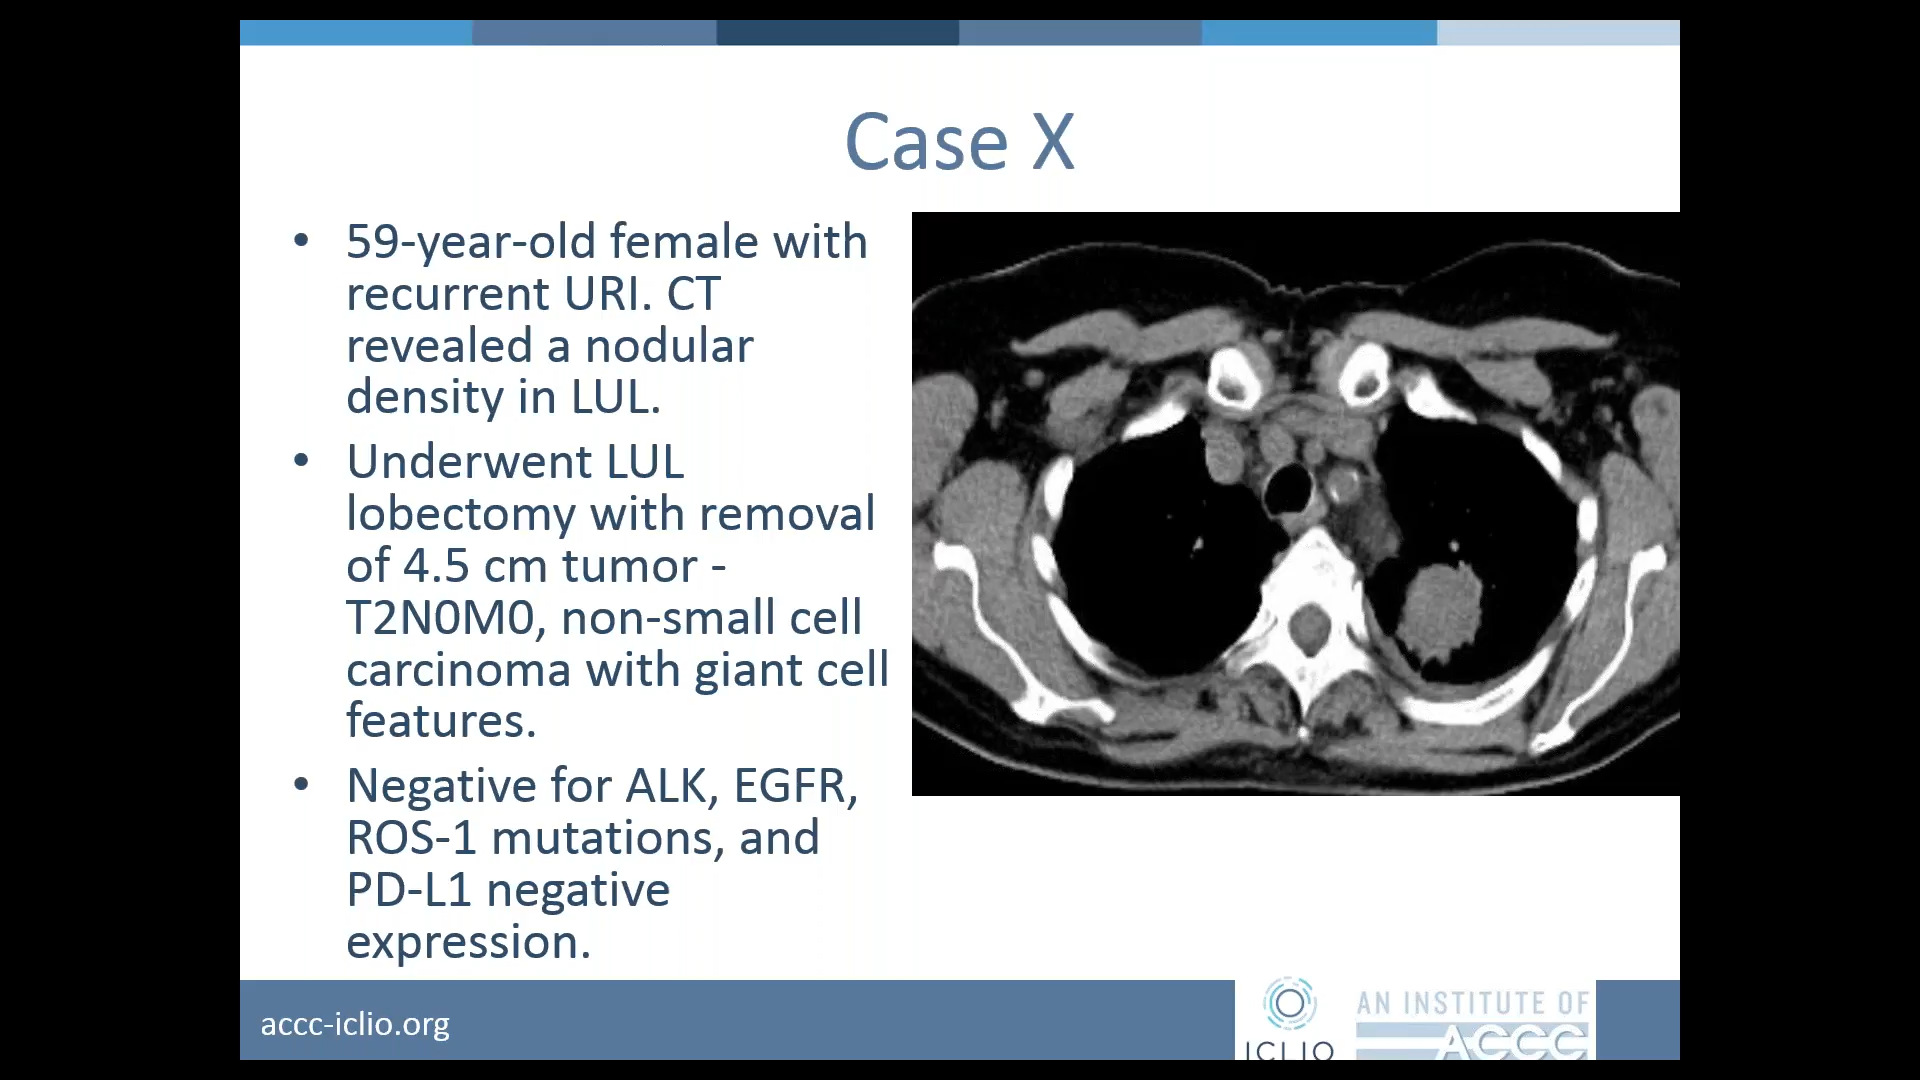 Case X
• 59-year-old female with
recurrent URI. CT
revealed a nodular
density in LUL.
• Underwent LUL
lobectomy with removal
of 4.5 cm tumor -
T2N0M0, non-small cell
carcinoma with giant cell
features.
• Negative for ALK, EGFR,
ROS-1 mutations, and
PD-L1 negative
expression.
accc-iclio.org
ICLIO
AN INSTITUTE OF
ACCC